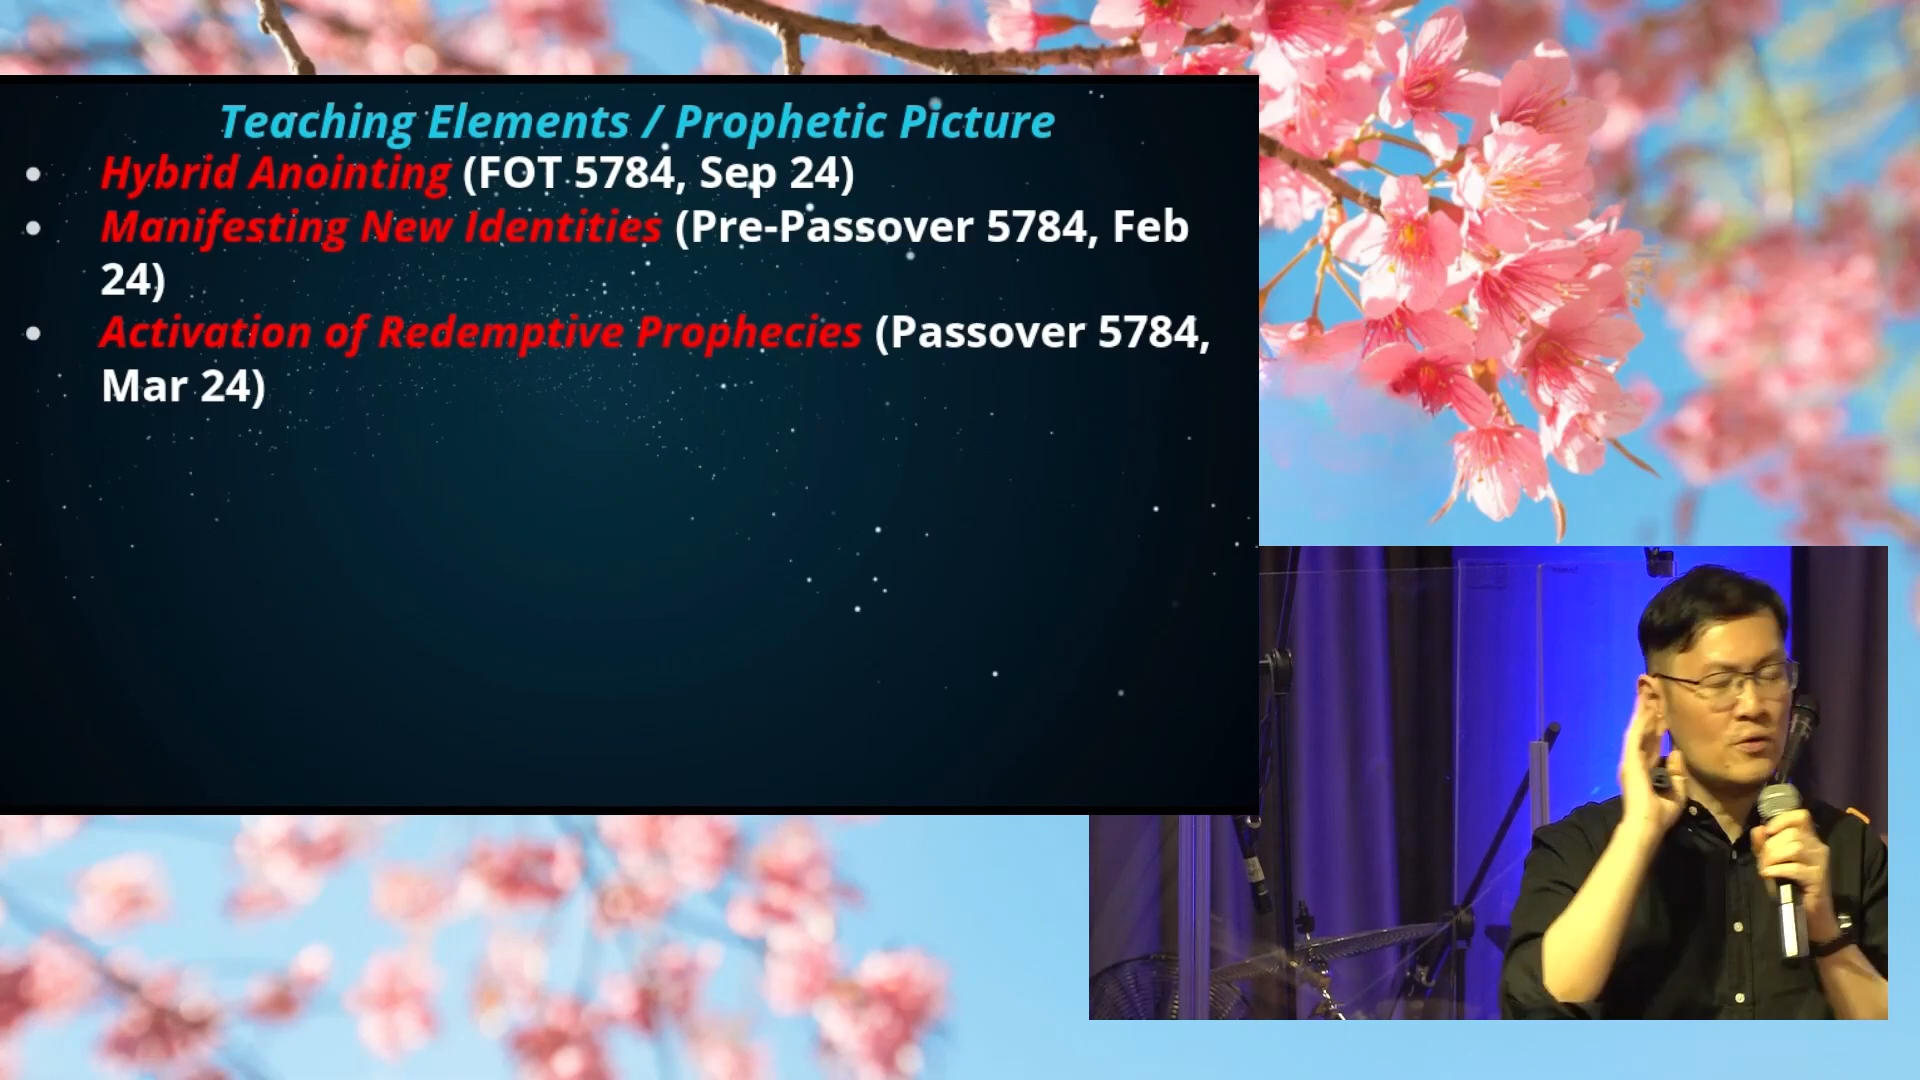 Teaching Elements / Prophetic Picture
• Hybrid Anointing (FOT 5784, Sep 24)
• Manifesting New Identities (Pre-Passover 5784, Feb
24)
• Activation of Redemptive Prophecies (Passover 5784,
Mar 24)